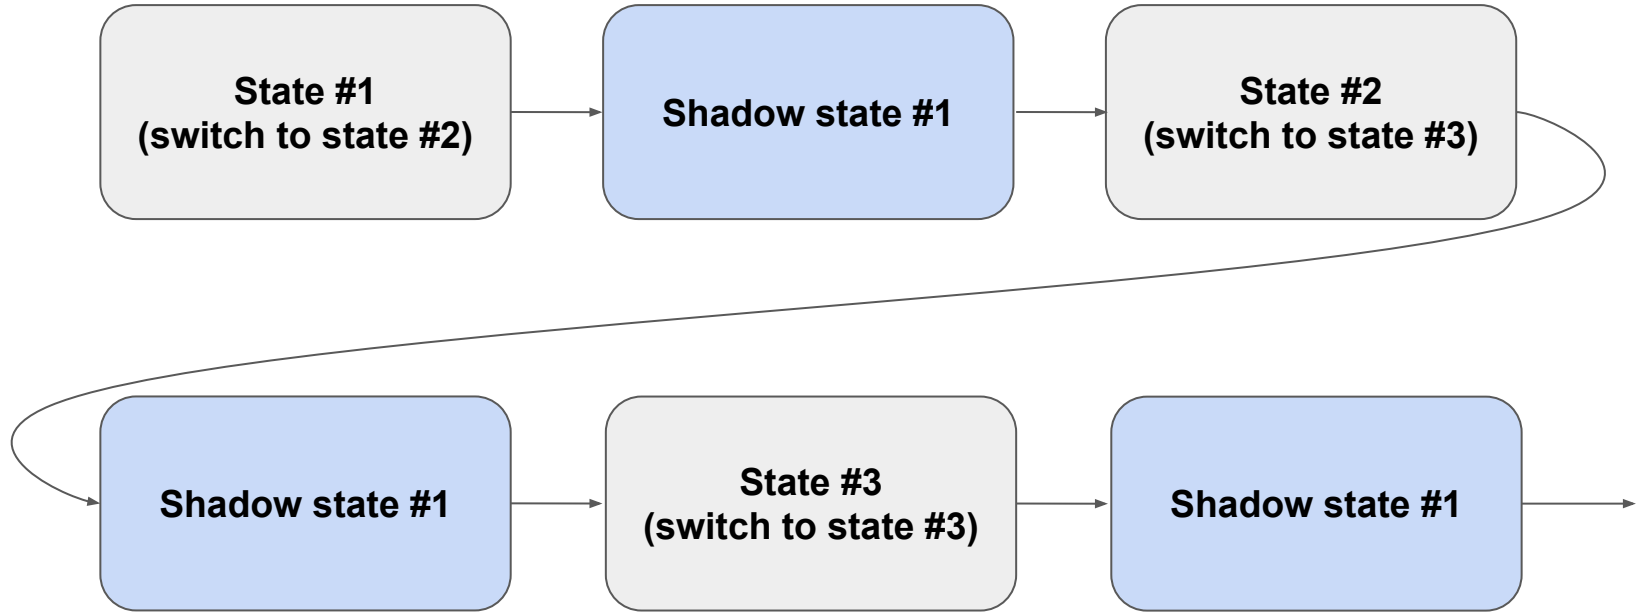 State #1
(switch to state #2)
Shadow state #1
State #2
(switch to state #3)
Shadow state #1
State #3
(switch to state #3)
Shadow state #1